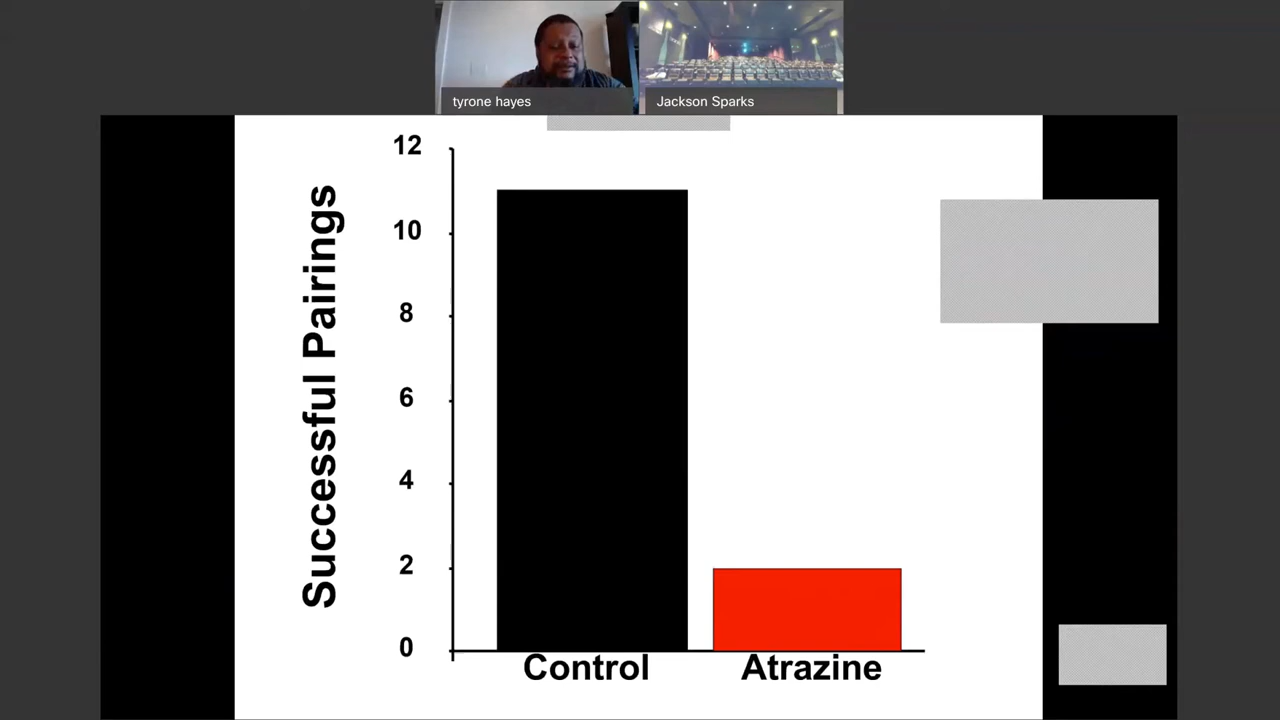 tyrone hayes
Jackson Sparks
12
10
8
6
4
2
0
Successful Pairings
Control
Atrazine